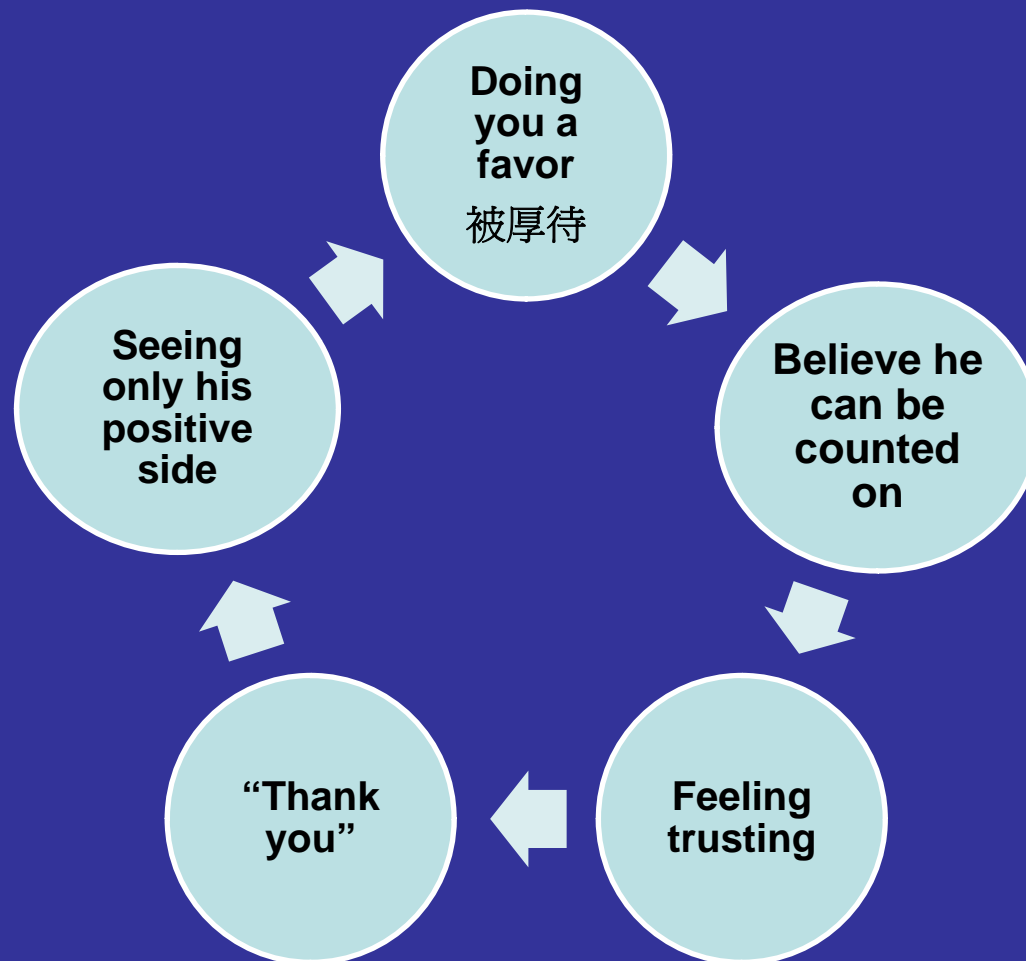 Doing
you a
favor
被厚待
Believe he
can be
counted
on
Feeling
trusting
“Thank
you”
Seeing
only his
positive
side